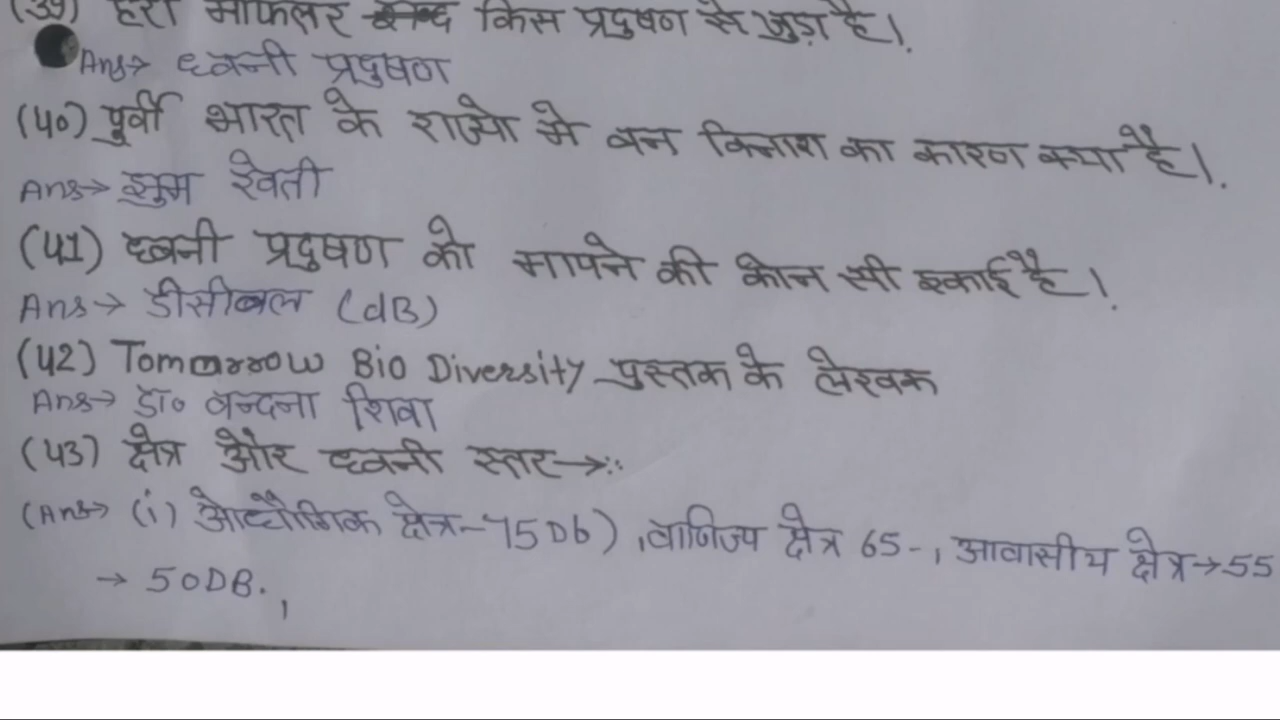 (39) हरा मफलर किस प्रदुषण से जुड़ा है।
Ans→ ध्वनी प्रदुषण
(40) पुर्वी भारत के राज्यो मे वन विनाश का कारण क्या है।
Ans→ झुम खेती
(41) ध्वनी प्रदुषण को मापने की कोन सी इकाई है।
Ans→ डीसीबल (dB)
(42) Tomorrow Bio Diversity पुस्तक के लेखक
Ans→ डॉ० वन्दना शिवा
(43) क्षेत्र और ध्वनी स्तर→
(Ans→ (i) ओद्यौगिक क्षेत्र-75Db), वाणिज्य क्षेत्र 65-, आवासीय क्षेत्र→55
→ 50DB.,